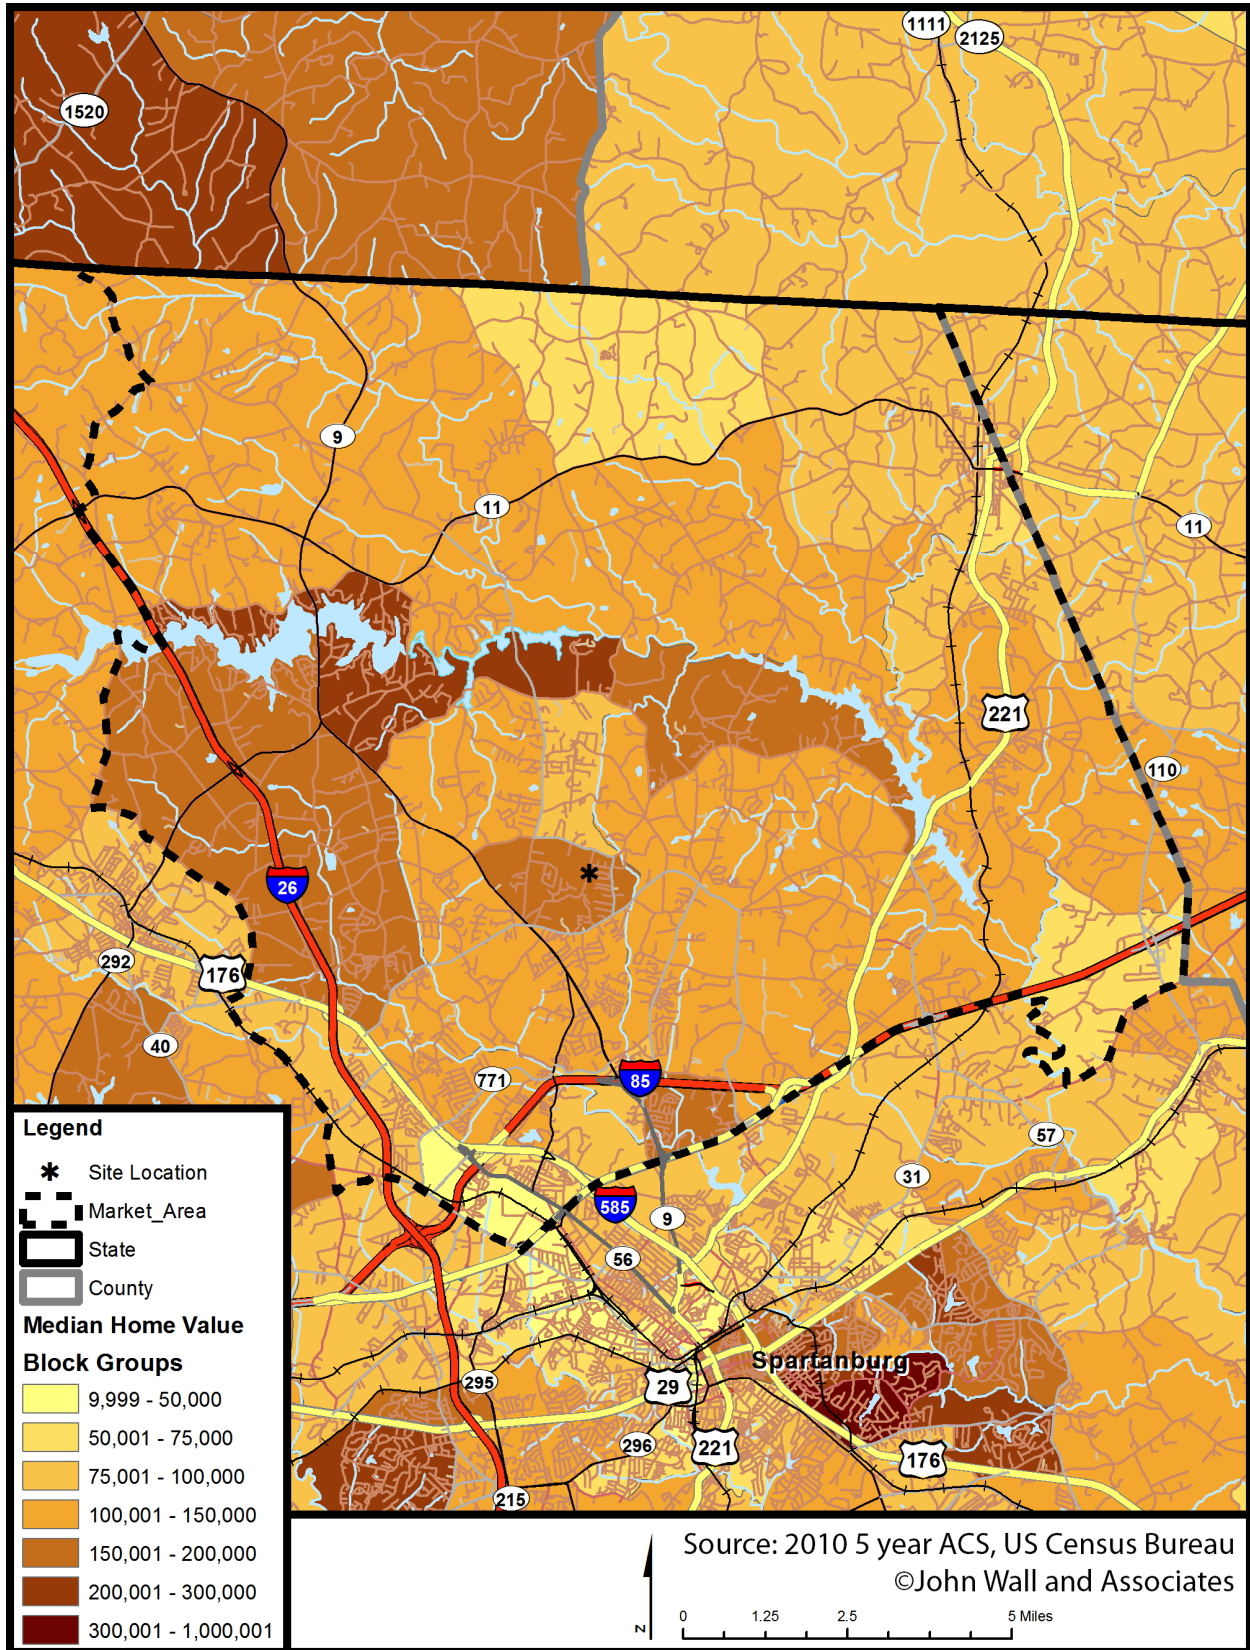 1111
2125
1520
9
11
11
221
110
26
292
176
40
771
85
57
31
585
9
56
Spartanburg
29
295
296
221
176
215
Legend
Site Location
Market_Area
State
County
Median Home Value
Block Groups
9,999 - 50,000
50,001 - 75,000
75,001 - 100,000
100,001 - 150,000
150,001 - 200,000
200,001 - 300,000
300,001 - 1,000,001
Source: 2010 5 year ACS, US Census Bureau
©John Wall and Associates
0 1.25 2.5 5 Miles
N